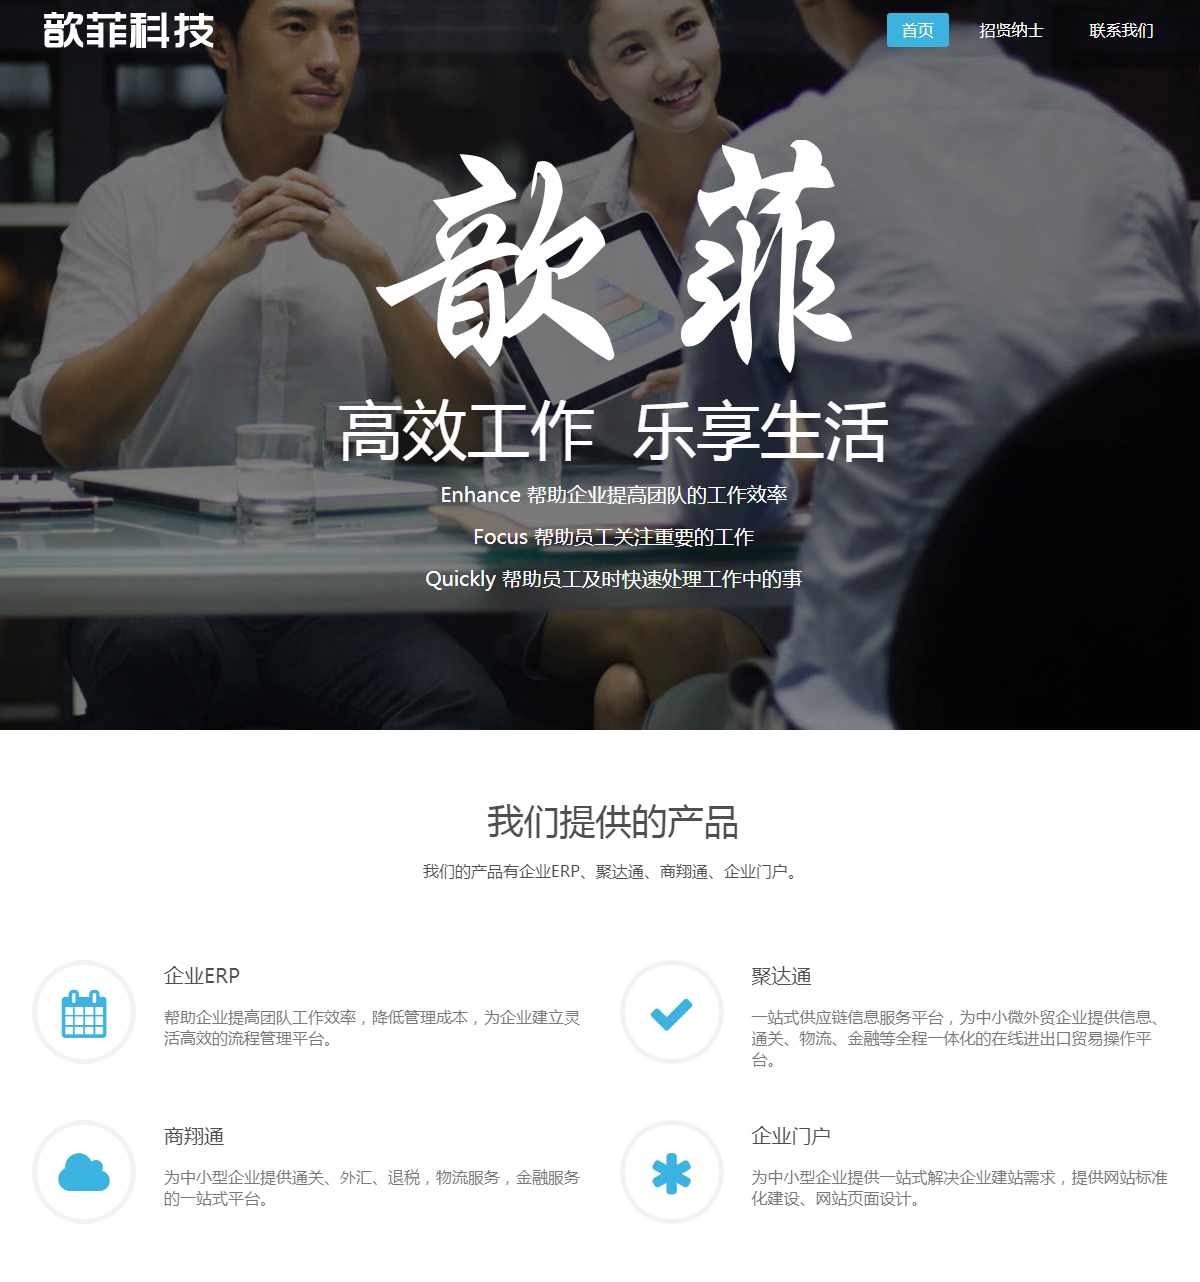 歆菲科技
首页 招贤纳士 联系我们
歆菲
高效工作 乐享生活
Enhance 帮助企业提高团队的工作效率
Focus 帮助员工关注重要的工作
Quickly 帮助员工及时快速处理工作中的事
我们提供的产品
我们的产品有企业ERP、聚达通、商翔通、企业门户。
企业ERP
帮助企业提高团队工作效率，降低管理成本，为企业建立灵
活高效的流程管理平台。
聚达通
一站式供应链信息服务平台，为中小微外贸企业提供信息、
通关、物流、金融等全程一体化的在线进出口贸易操作平
台。
商翔通
为中小型企业提供通关、外汇、退税，物流服务，金融服务
的一站式平台。
企业门户
为中小型企业提供一站式解决企业建站需求，提供网站标准
化建设、网站页面设计。